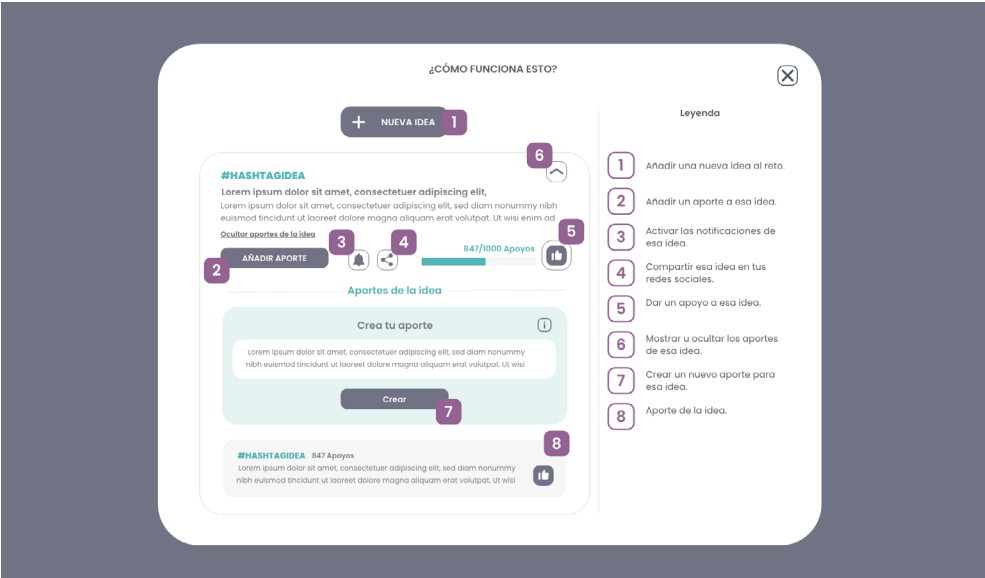 ¿CÓMO FUNCIONA ESTO?
NUEVA IDEA
1
6
#HASHTAGIDEA
Lorem ipsum dolor sit amet, consectetuer adipiscing elit,
Lorem ipsum dolor sit amet, consectetuer adipiscing elit, sed diam nonummy nibh
euismod tincidunt ut laoreet dolore magna aliquam erat volutpat. Ut wisi enim ad
Ocultar aportes de la idea
3
4
847/1000 Apoyos
5
AÑADIR APORTE
2
Aportes de la idea
Crea tu aporte
i
Lorem ipsum dolor sit amet, consectetuer adipiscing elit, sed diam nonummy
nibh euismod tincidunt ut laoreet dolore magna aliquam erat volutpat. Ut wisi
Crear
7
8
#HASHTAGIDEA 847 Apoyos
Lorem ipsum dolor sit amet, consectetuer adipiscing elit, sed diam nonummy
nibh euismod tincidunt ut laoreet dolore magna aliquam erat volutpat. Ut wisi
Leyenda
1 Añadir una nueva idea al reto.
2 Añadir un aporte a esa idea.
3 Activar las notificaciones de
esa idea.
4 Compartir esa idea en tus
redes sociales.
5 Dar un apoyo a esa idea.
6 Mostrar u ocultar los aportes
de esa idea.
7 Crear un nuevo aporte para
esa idea.
8 Aporte de la idea.